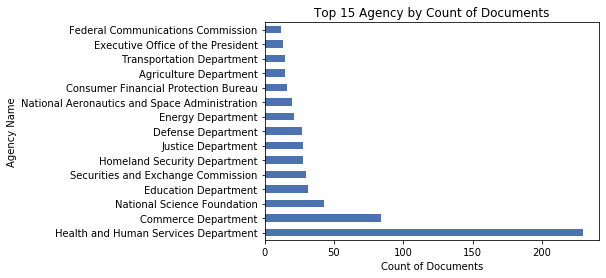 Top 15 Agency by Count of Documents
Agency Name
Federal Communications Commission
Executive Office of the President
Transportation Department
Agriculture Department
Consumer Financial Protection Bureau
National Aeronautics and Space Administration
Energy Department
Defense Department
Justice Department
Homeland Security Department
Securities and Exchange Commission
Education Department
National Science Foundation
Commerce Department
Health and Human Services Department
0 50 100 150 200
Count of Documents